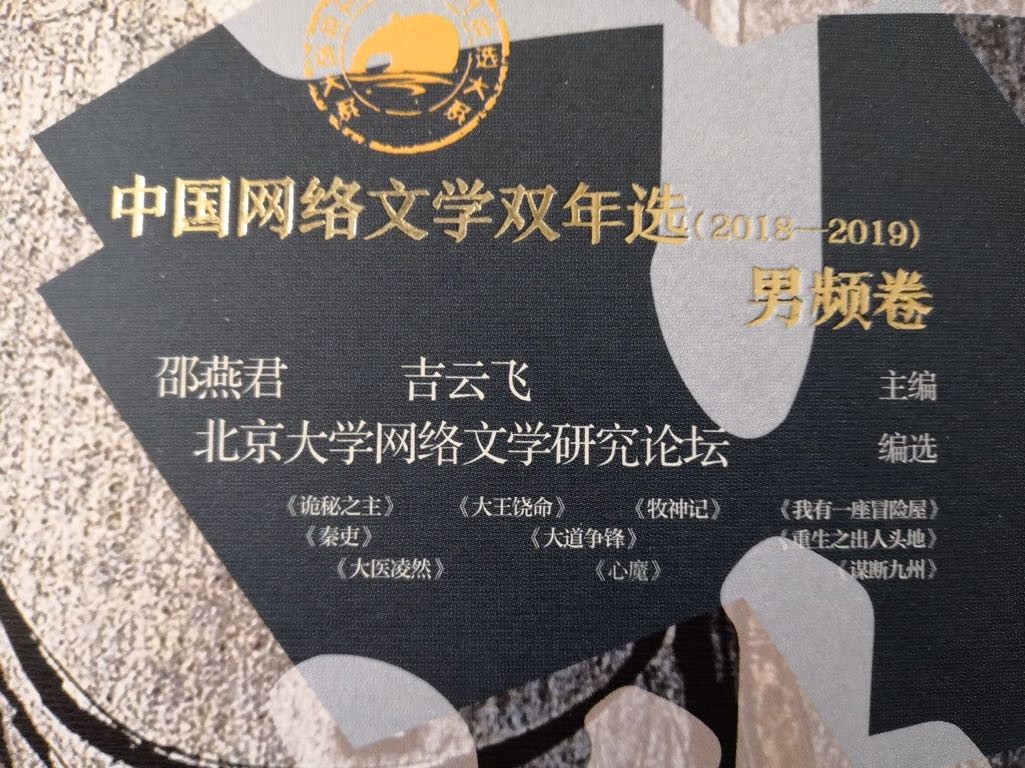 中国网络文学双年选(2018—2019)
男频卷
邵燕君 吉云飞 主编
北京大学网络文学研究论坛 编选
《诡秘之主》 《大王饶命》 《牧神记》 《我有一座冒险屋》
《秦吏》 《大道争锋》 《重生之出人头地》
《大医凌然》 《心魔》 《谋断九州》